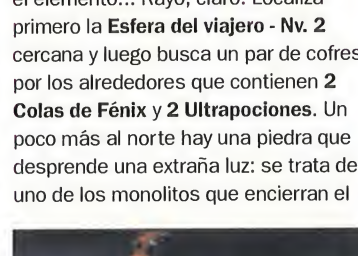 el elemento... Rayo, claro. Localiza
primero la Esfera del viajero - Nv. 2
cercana y luego busca un par de cofres
por los alrededores que contienen 2
Colas de Fénix y 2 Ultrapociones. Un
poco más al norte hay una piedra que
desprende una extraña luz: se trata de
uno de los monolitos que encierran el